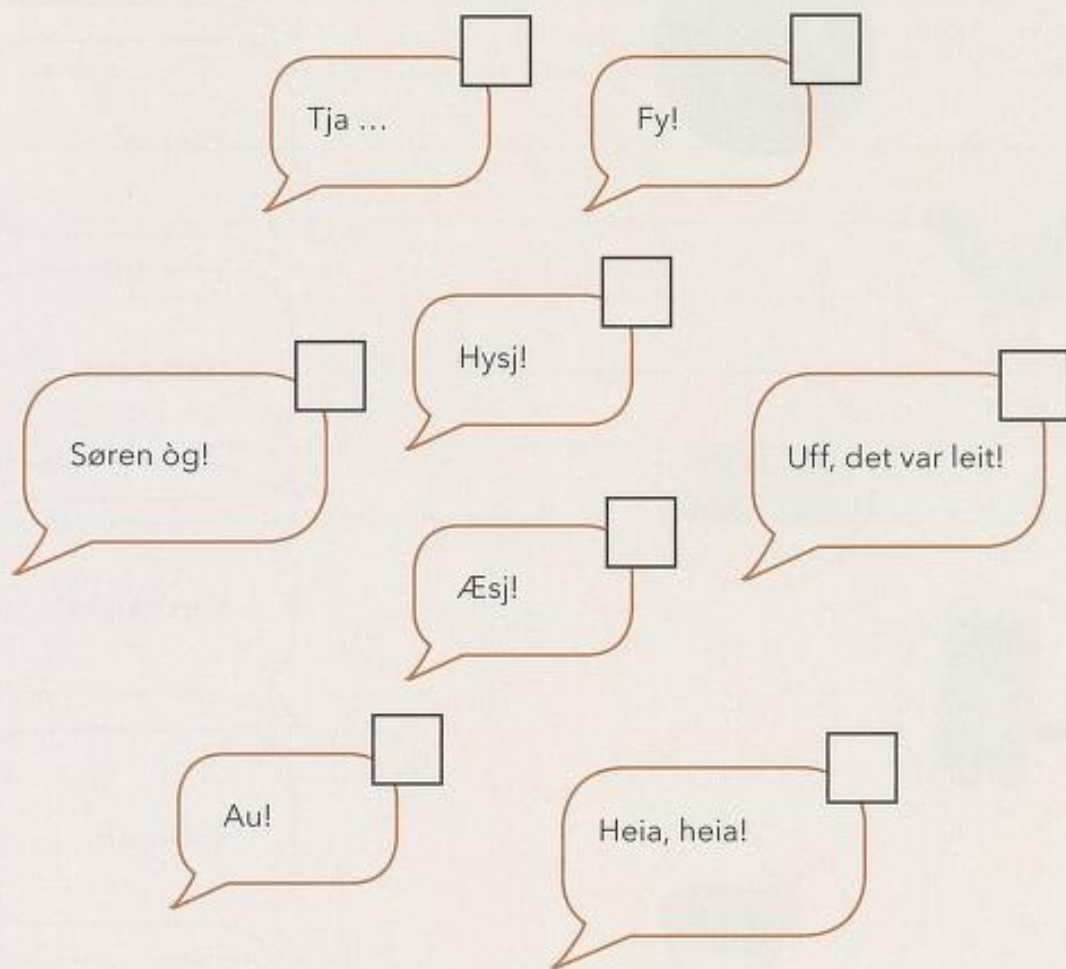 Tja ...
Fy!
Hysj!
Søren òg!
Uff, det var leit!
Æsj!
Au!
Heia, heia!